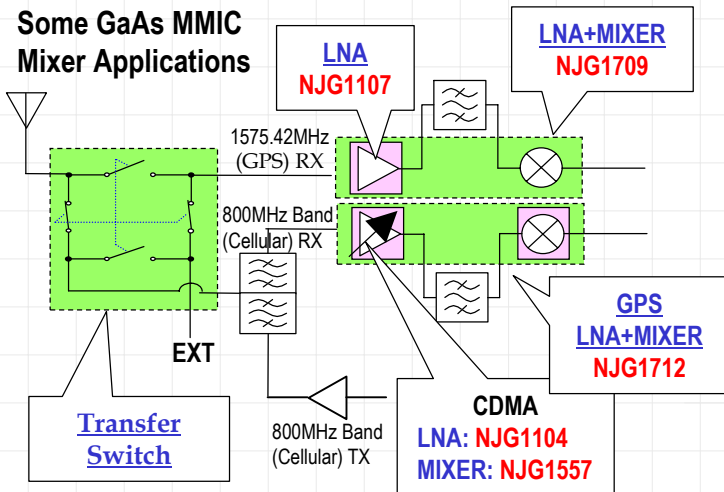 Some GaAs MMIC
Mixer Applications
LNA
NJG1107
LNA+MIXER
NJG1709
1575.42MHz
(GPS) RX
800MHz Band
(Cellular) RX
EXT
GPS
LNA+MIXER
NJG1712
Transfer
Switch
800MHz Band
(Cellular) TX
CDMA
LNA: NJG1104
MIXER: NJG1557